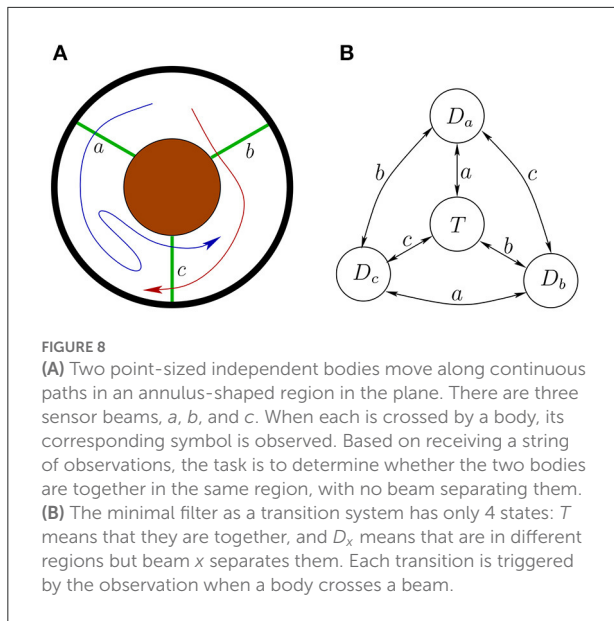 A
B
a
b
c
D_a
b
a
c
T
c
b
D_c
D_b
a
FIGURE 8
(A) Two point-sized independent bodies move along continuous
paths in an annulus-shaped region in the plane. There are three
sensor beams, a, b, and c. When each is crossed by a body, its
corresponding symbol is observed. Based on receiving a string
of observations, the task is to determine whether the two bodies
are together in the same region, with no beam separating them.
(B) The minimal filter as a transition system has only 4 states: T
means that they are together, and D_x means that are in different
regions but beam x separates them. Each transition is triggered
by the observation when a body crosses a beam.